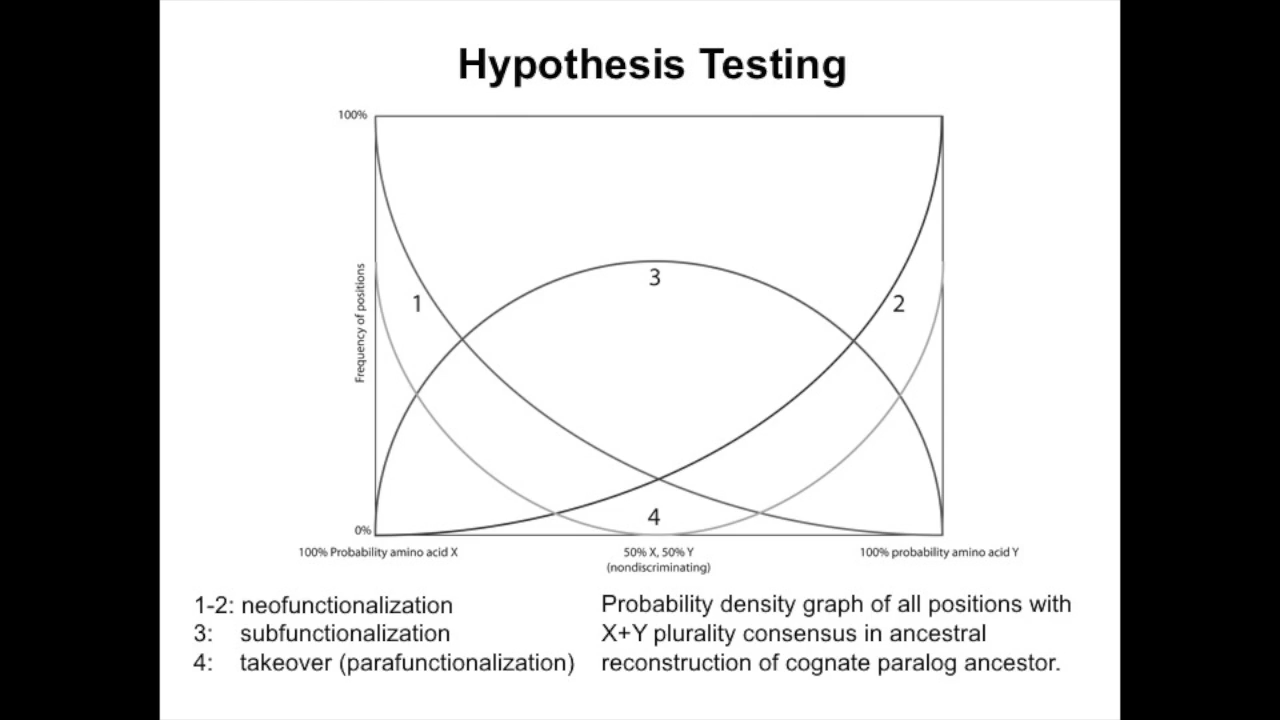 Hypothesis Testing
100%
Frequency of positions
3
1
2
4
0%
100% Probability amino acid X
50% X, 50% Y
(nondiscriminating)
100% probability amino acid Y
1-2: neofunctionalization
3: subfunctionalization
4: takeover (parafunctionalization)
Probability density graph of all positions with
X+Y plurality consensus in ancestral
reconstruction of cognate paralog ancestor.